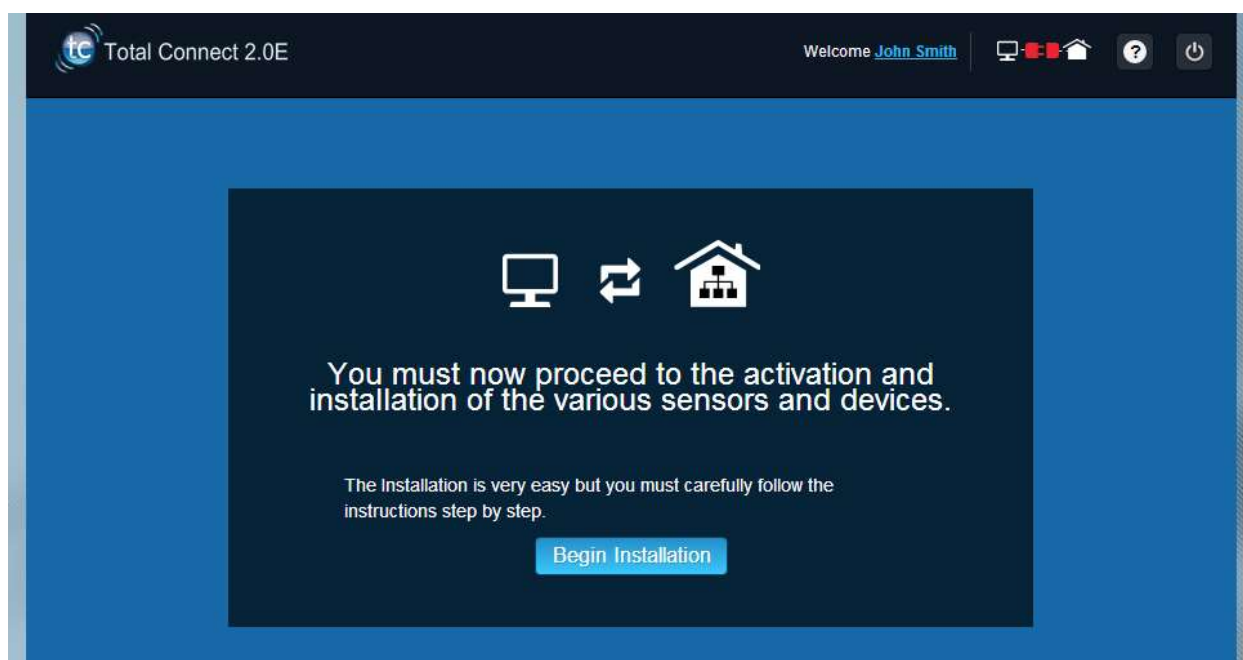 tc Total Connect 2.0E
Welcome John Smith
?
You must now proceed to the activation and
installation of the various sensors and devices.
The Installation is very easy but you must carefully follow the
instructions step by step.
Begin Installation